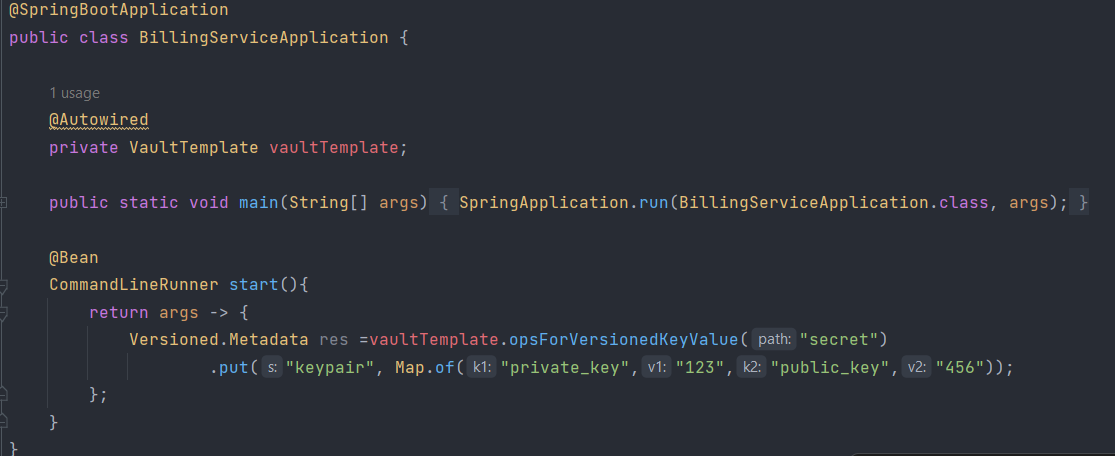 @SpringBootApplication
public class BillingServiceApplication {
1 usage
@Autowired
private VaultTemplate vaultTemplate;
public static void main(String[] args) { SpringApplication.run(BillingServiceApplication.class, args); }
@Bean
CommandLineRunner start(){
return args -> {
Versioned.Metadata res =vaultTemplate.opsForVersionedKeyValue( path: "secret")
.put( s: "keypair", Map.of( k1: "private_key", v1: "123", k2: "public_key", v2: "456"));
};
}
}